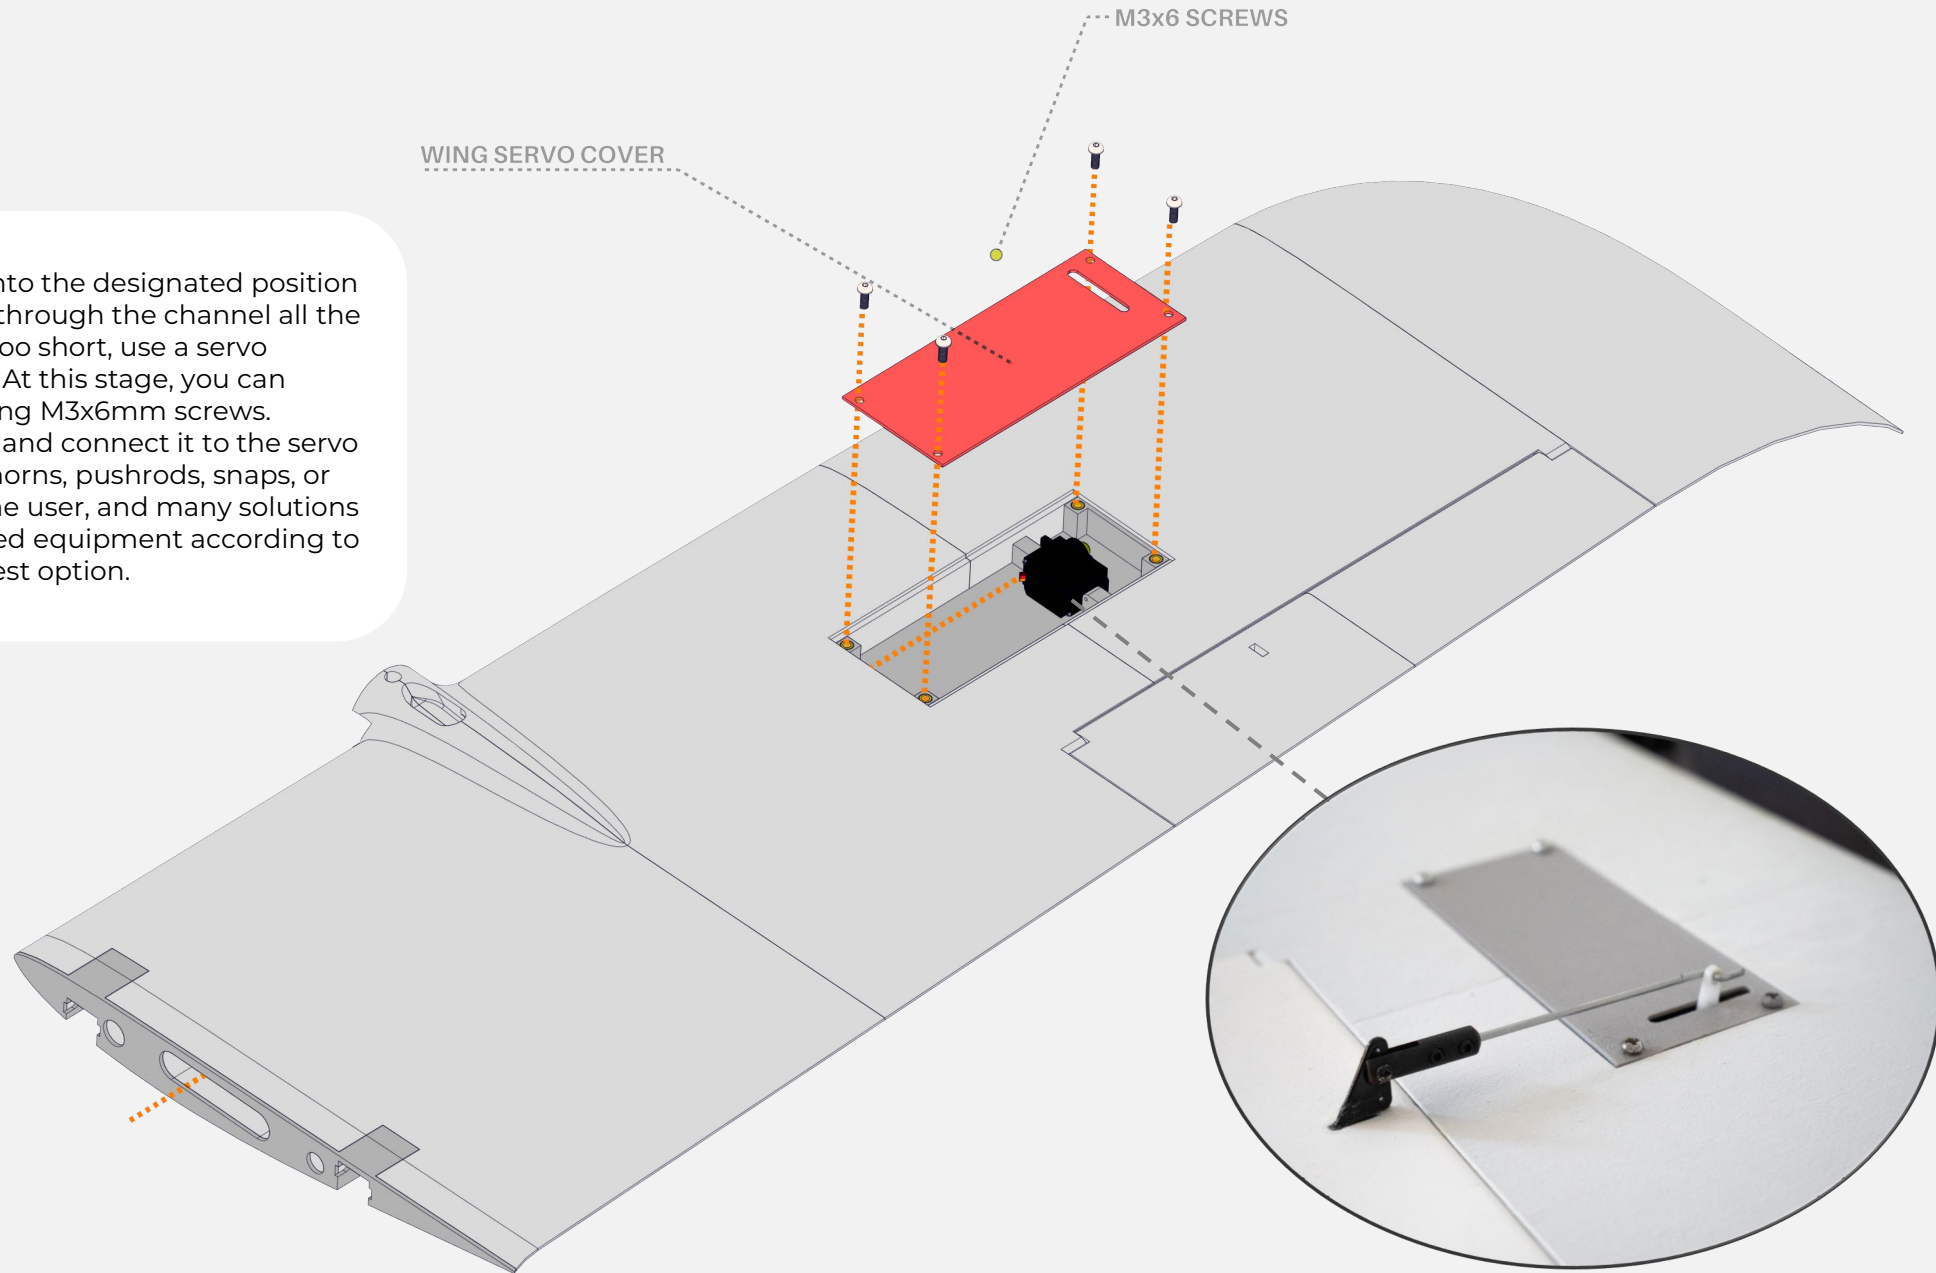 M3x6 SCREWS
WING SERVO COVER
nto the designated position
through the channel all the
oo short, use a servo
At this stage, you can
ng M3x6mm screws.
and connect it to the servo
horns, pushrods, snaps, or
ne user, and many solutions
ed equipment according to
est option.